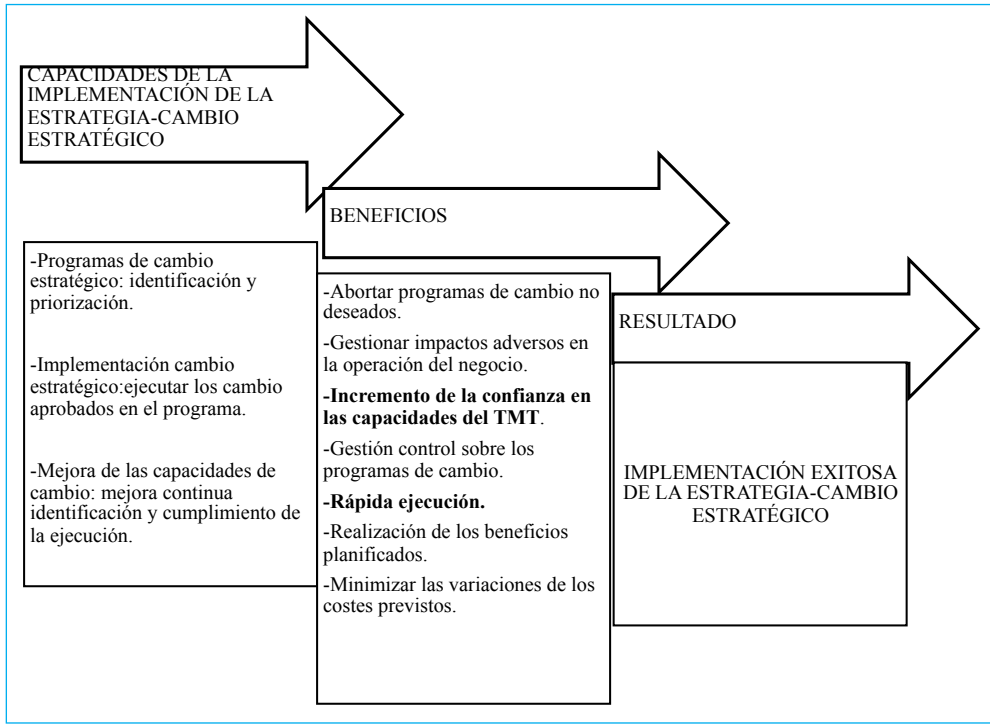 CAPACIDADES DE LA
IMPLEMENTACIÓN DE LA
ESTRATEGIA-CAMBIO
ESTRATÉGICO
-Programas de cambio
estratégico: identificación y
priorización.
-Implementación cambio
estratégico:ejecutar los cambio
aprobados en el programa.
-Mejora de las capacidades de
cambio: mejora continua
identificación y cumplimiento de
la ejecución.
BENEFICIOS
-Abortar programas de cambio no
deseados.
-Gestionar impactos adversos en
la operación del negocio.
-Incremento de la confianza en
las capacidades del TMT.
-Gestión control sobre los
programas de cambio.
-Rápida ejecución.
-Realización de los beneficios
planificados.
-Minimizar las variaciones de los
costes previstos.
RESULTADO
IMPLEMENTACIÓN EXITOSA
DE LA ESTRATEGIA-CAMBIO
ESTRATÉGICO